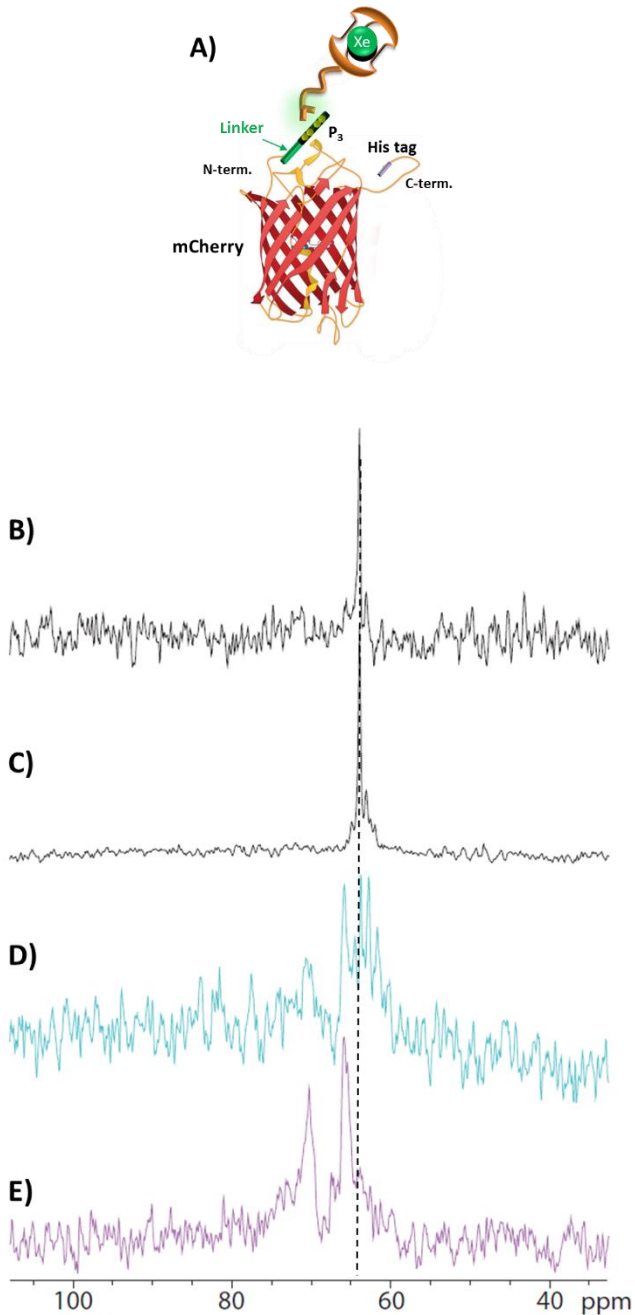 A)
Xe
Linker
P₃
His tag
N-term.
C-term.
mCherry
B)
C)
D)
E)
100 80 60 40 ppm